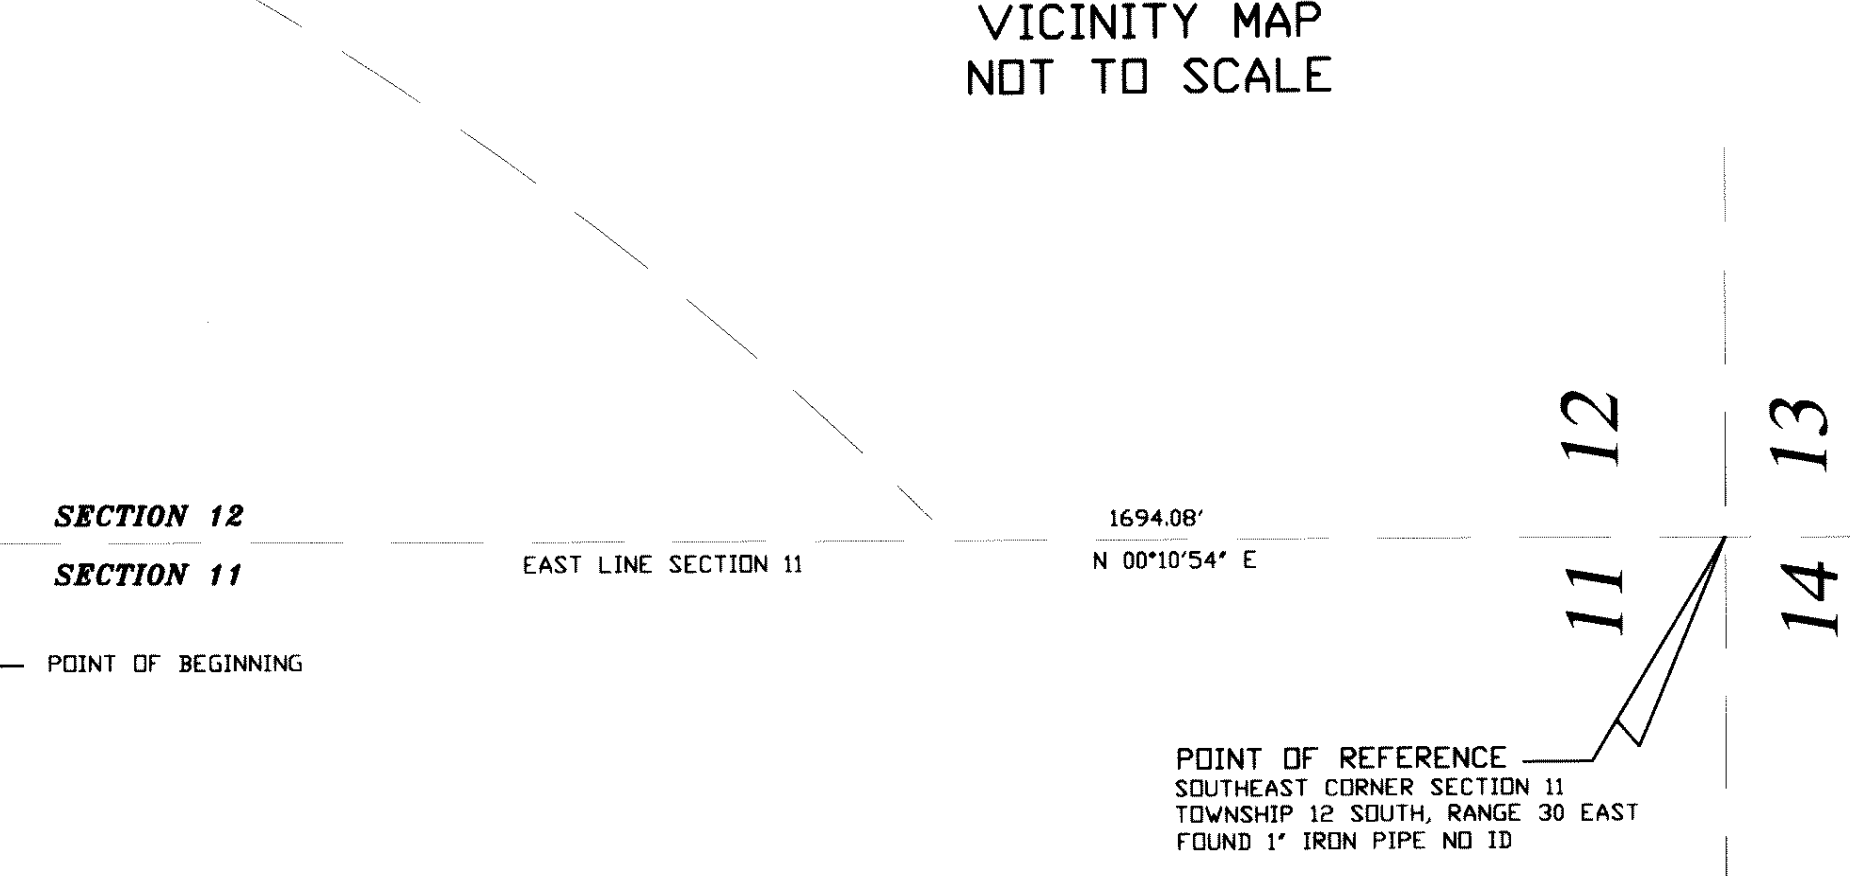 VICINITY MAP
NOT TO SCALE
12
13
SECTION 12
1694.08'
EAST LINE SECTION 11
N 00°10'54" E
SECTION 11
11
14
POINT OF BEGINNING
POINT OF REFERENCE
SOUTHEAST CORNER SECTION 11
TOWNSHIP 12 SOUTH, RANGE 30 EAST
FOUND 1" IRON PIPE NO ID